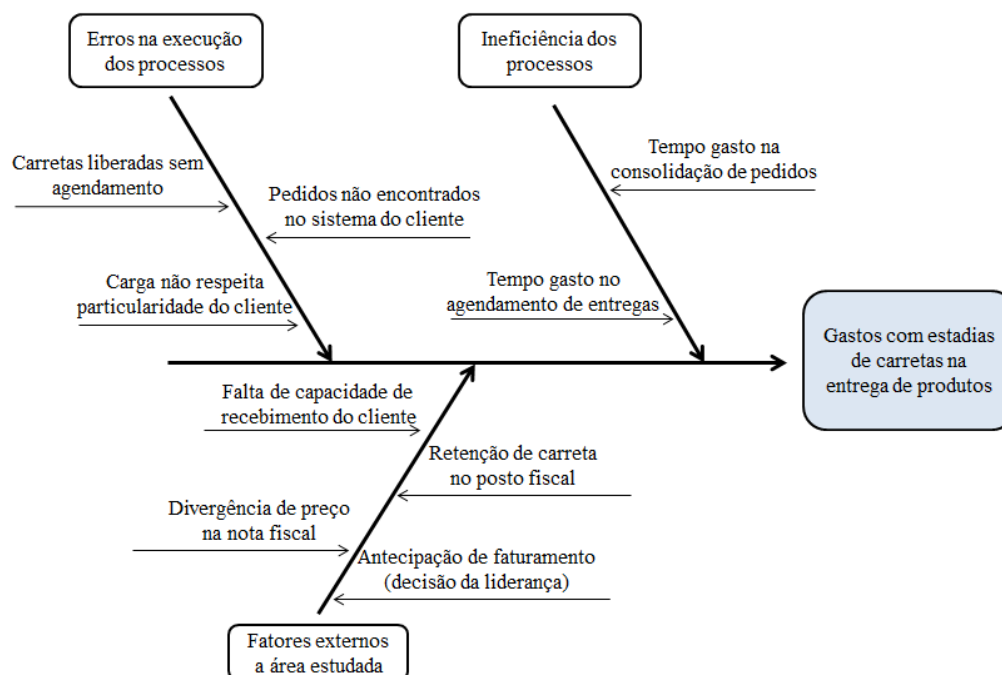 Erros na execução
dos processos
Ineficiência dos
processos
Carretas liberadas sem
agendamento
Pedidos não encontrados
no sistema do cliente
Carga não respeita
particularidade do cliente
Tempo gasto na
consolidação de pedidos
Tempo gasto no
agendamento de entregas
Gastos com estadias
de carretas na
entrega de produtos
Falta de capacidade de
recebimento do cliente
Retenção de carreta
no posto fiscal
Divergência de preço
na nota fiscal
Antecipação de faturamento
(decisão da liderança)
Fatores externos
a área estudada